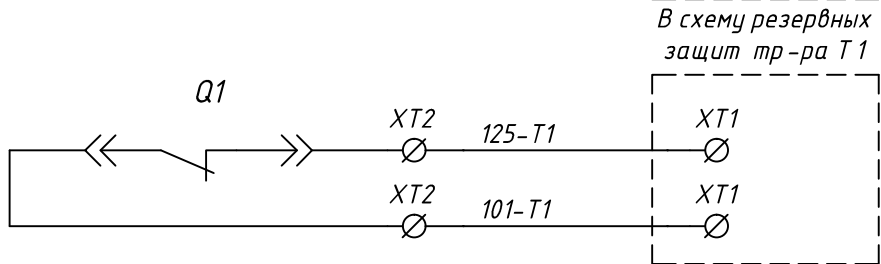 В схему резервных
защит тр-ра Т1
Q1
XT2
125-T1
XT1
XT2
101-T1
XT1